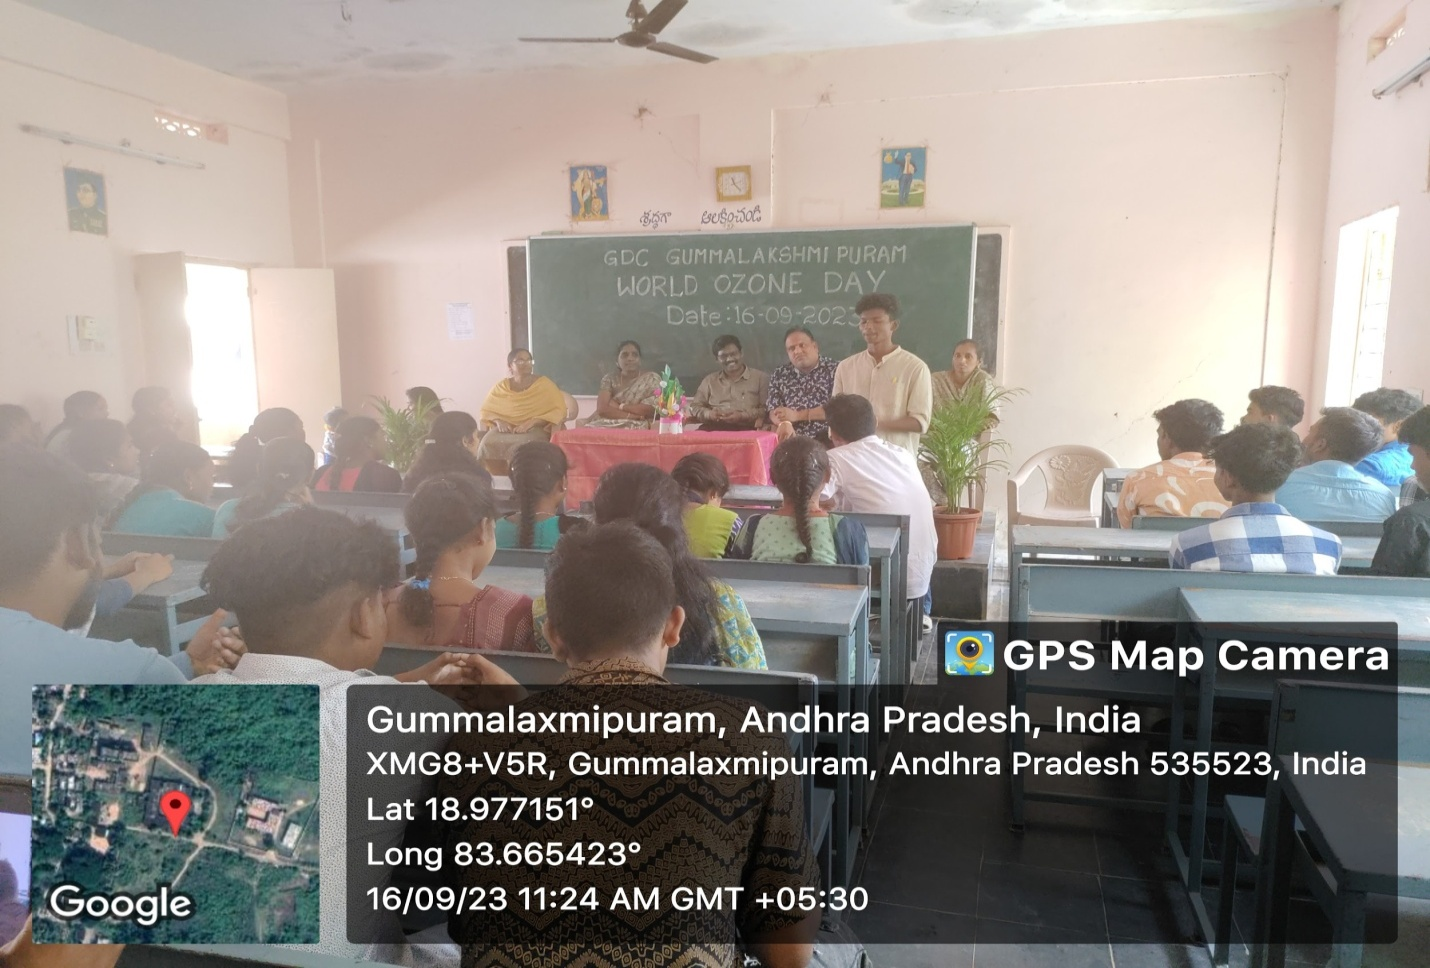 శ్రద్ధగా ఆలకించండి
GDC GUMMALAKSHMIPURAM
WORLD OZONE DAY
Date:16-09-2023
GPS Map Camera
Gummalaxmipuram, Andhra Pradesh, India
XMG8+V5R, Gummalaxmipuram, Andhra Pradesh 535523, India
Lat 18.977151°
Long 83.665423°
16/09/23 11:24 AM GMT +05:30
Google